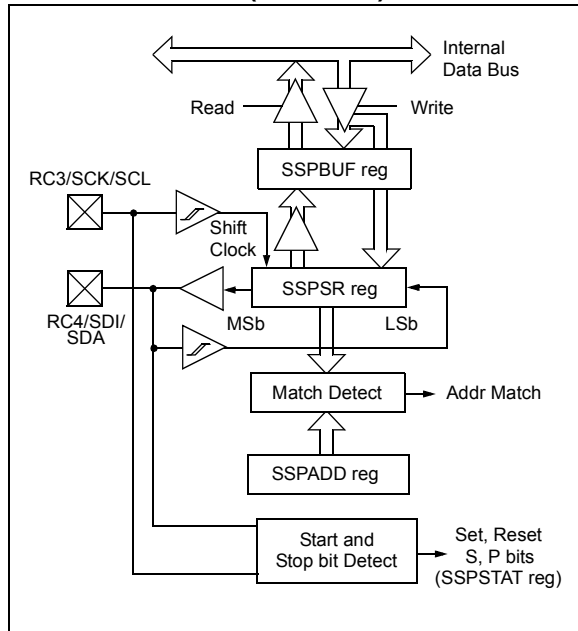 Internal
Data Bus
Read
Write
SSPBUF reg
RC3/SCK/SCL
Shift
Clock
SSPSR reg
MSb
LSb
RC4/SDI/
SDA
Match Detect
Addr Match
SSPADD reg
Start and
Stop bit Detect
Set, Reset
S, P bits
(SSPSTAT reg)